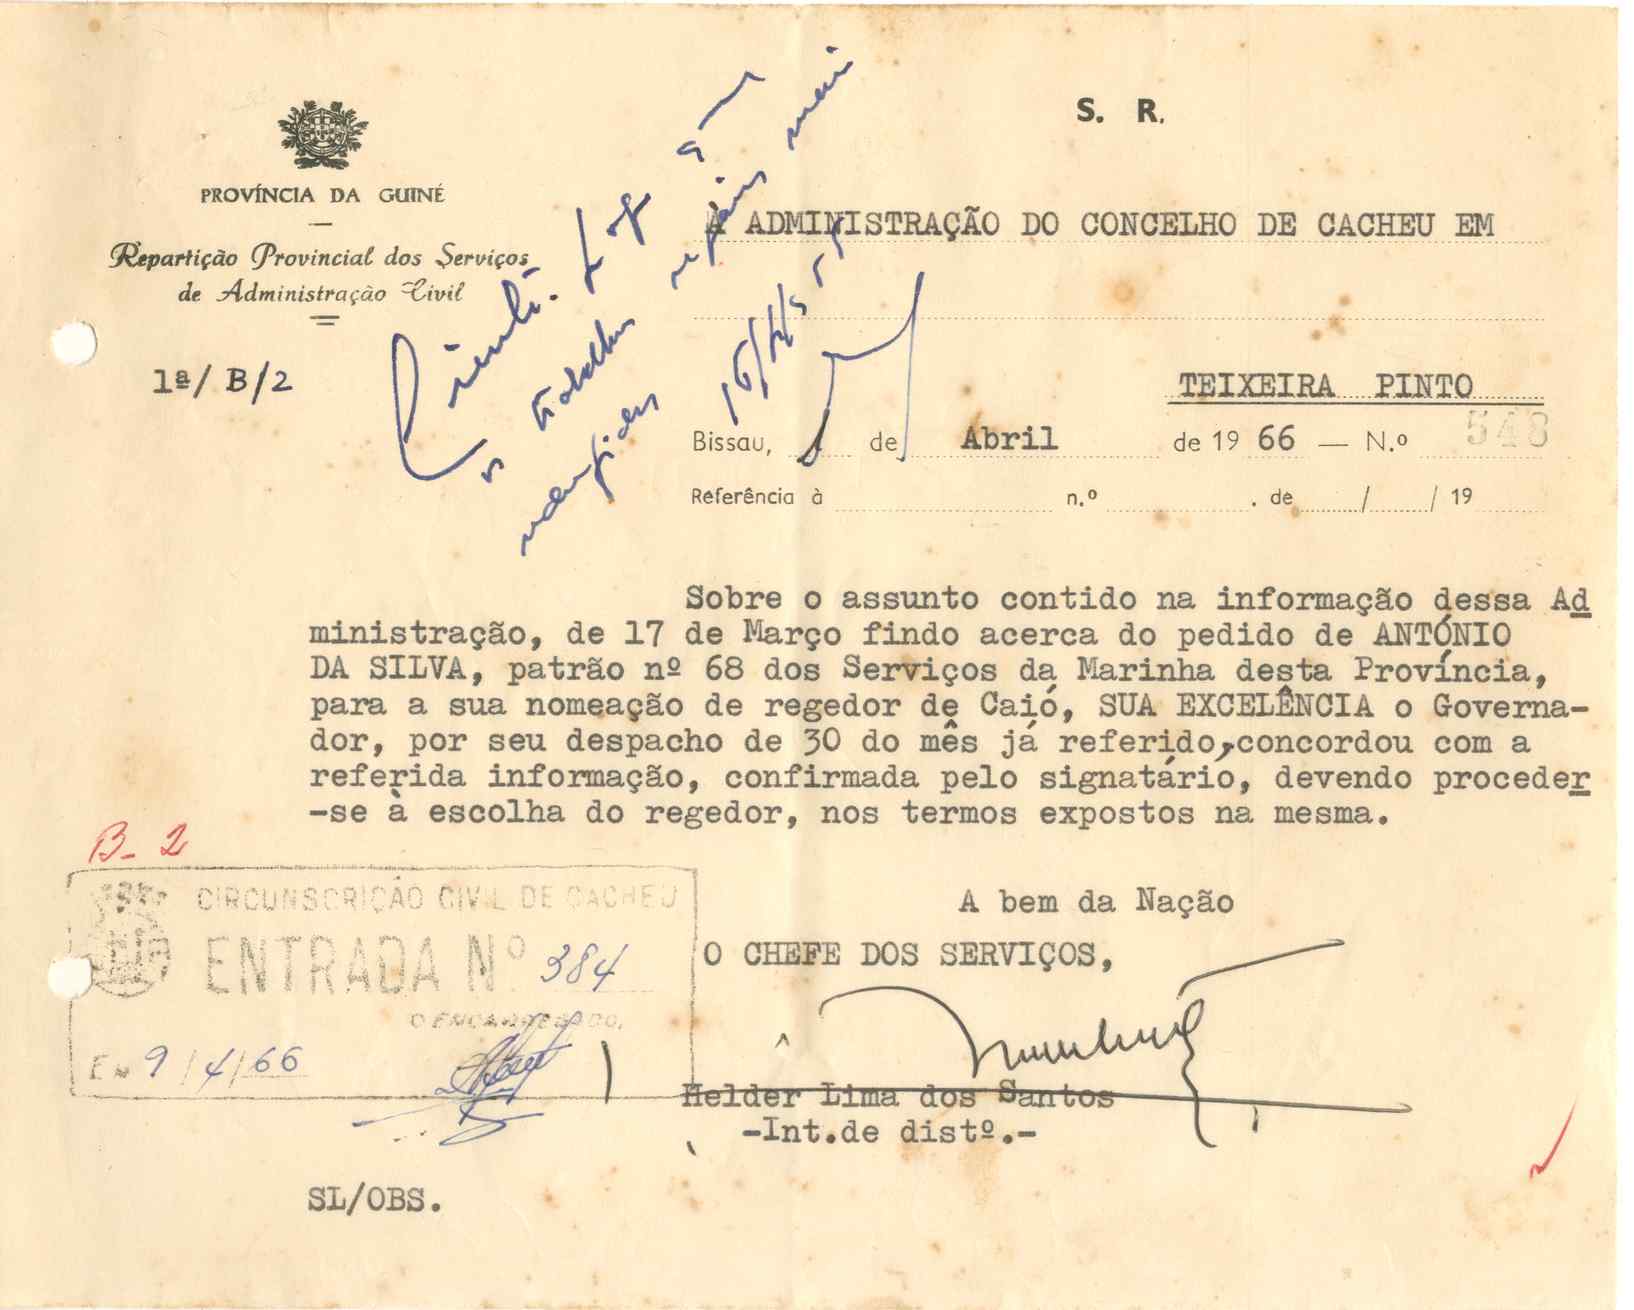 S. R.
PROVÍNCIA DA GUINÉ
Repartição Provincial dos Serviços
de Administração Civil
1ª/ B/2
À ADMINISTRAÇÃO DO CONCELHO DE CACHEU EM
TEIXEIRA PINTO
Bissau, de Abril de 19 66 — N.º 548
Referência à n.º . de / / 19
Sobre o assunto contido na informação dessa Ad
ministração, de 17 de Março findo acerca do pedido de ANTÓNIO
DA SILVA, patrão nº 68 dos Serviços da Marinha desta Província,
para a sua nomeação de regedor de Caió, SUA EXCELÊNCIA o Governa-
dor, por seu despacho de 30 do mês já referido,concordou com a
referida informação, confirmada pelo signatário, devendo proceder
-se à escolha do regedor, nos termos expostos na mesma.
B- 2
CIRCUNSCRIÇÃO CIVIL DE CACHEU
ENTRADA Nº 384
O ENCARREGADO,
EM 9/4/66
A bem da Nação
O CHEFE DOS SERVIÇOS,
Helder Lima dos Santos
-Int.de distº.-
SL/OBS.